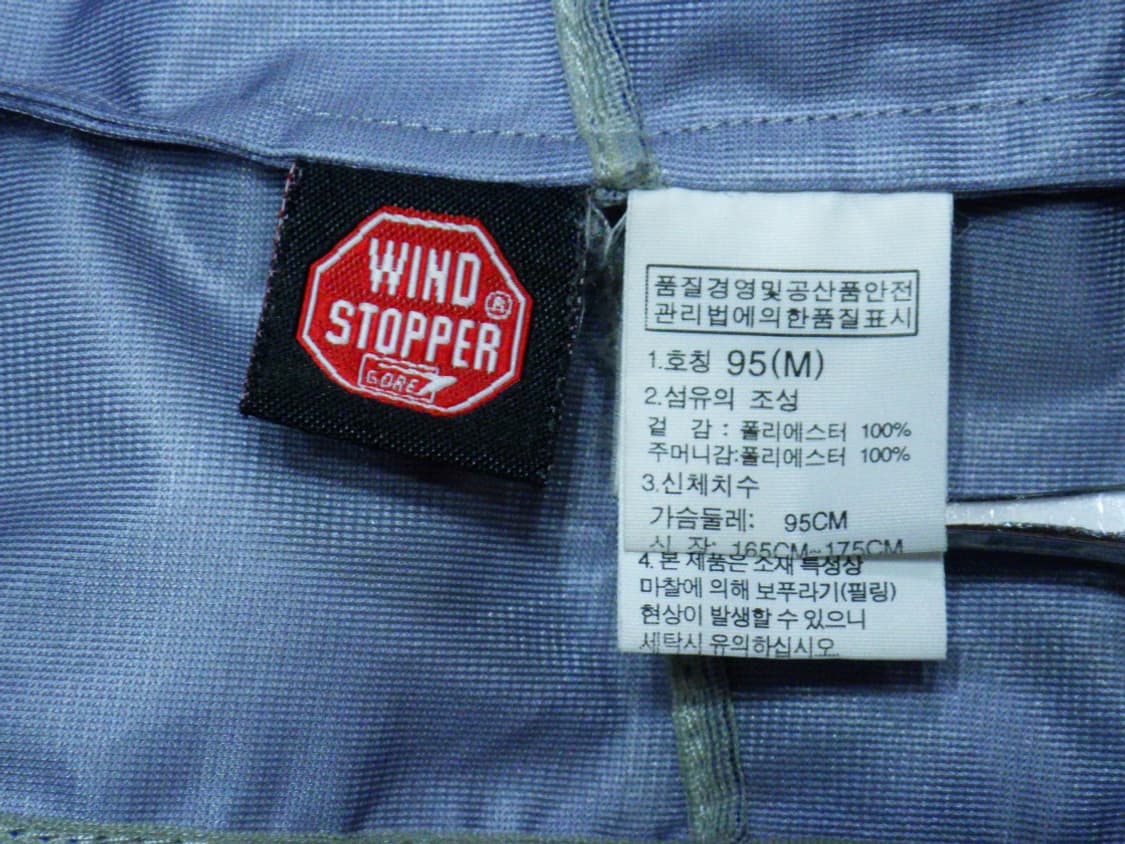 WIND
STOPPER
®
GORE
품질경영및공산품안전
관리법에의한품질표시
1.호칭 95(M)
2.섬유의 조성
겉 감 : 폴리에스터 100%
주머니감:폴리에스터 100%
3.신체치수
가슴둘레: 95CM
신 장: 165CM~175CM
4.본 제품은 소재 특성상
마찰에 의해 보푸라기(필링)
현상이 발생할 수 있으니
세탁시 유의하십시오.